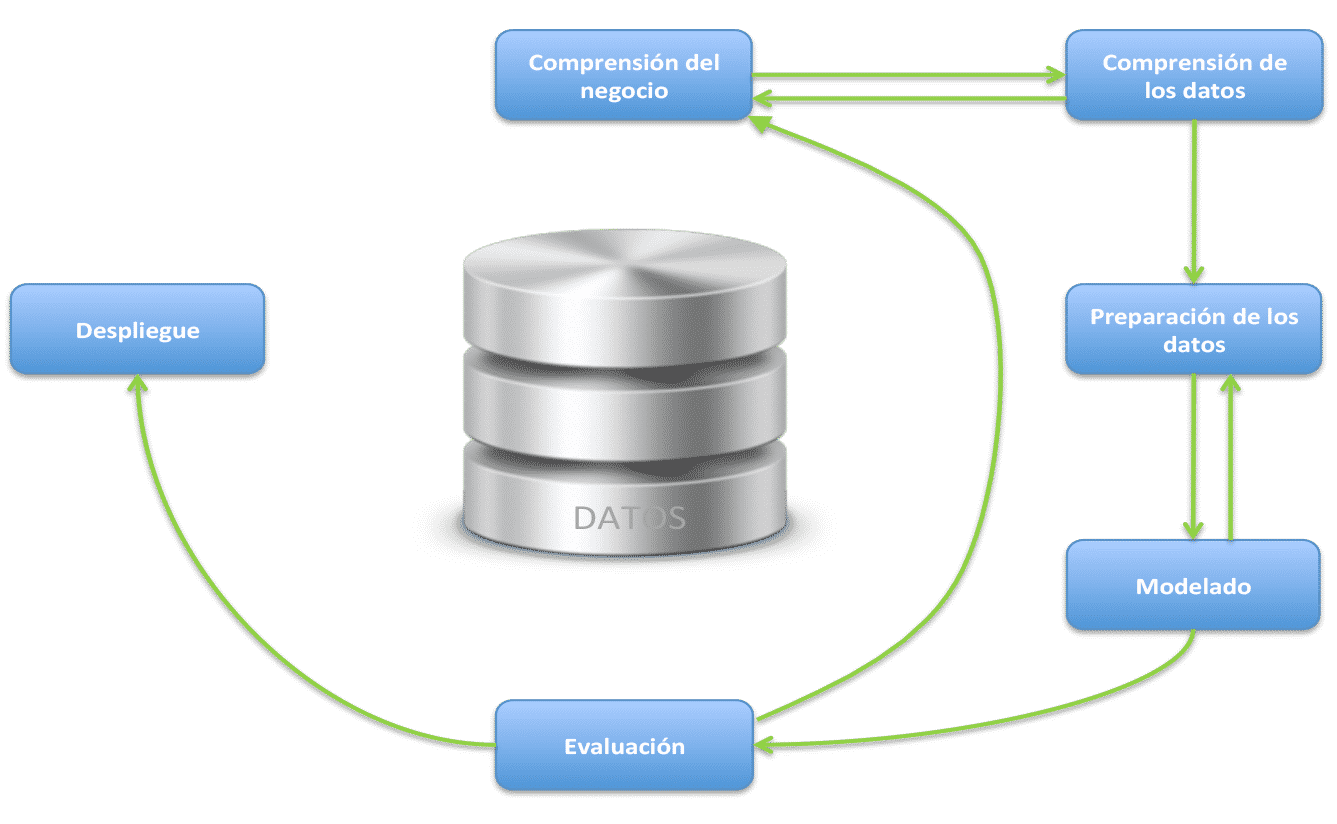 Comprensión del
negocio
Comprensión de
los datos
Despliegue
Preparación de los
datos
DATOS
Modelado
Evaluación